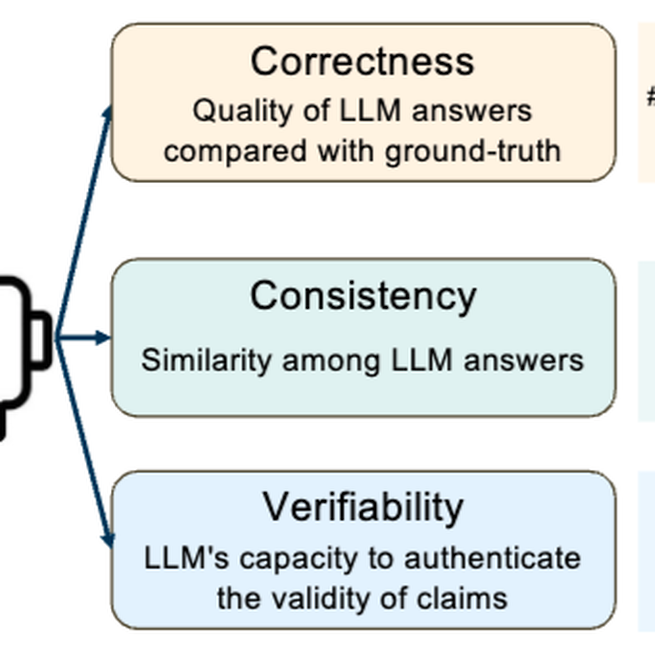 Correctness
Quality of LLM answers
compared with ground-truth
#
Consistency
Similarity among LLM answers
Verifiability
LLM's capacity to authenticate
the validity of claims